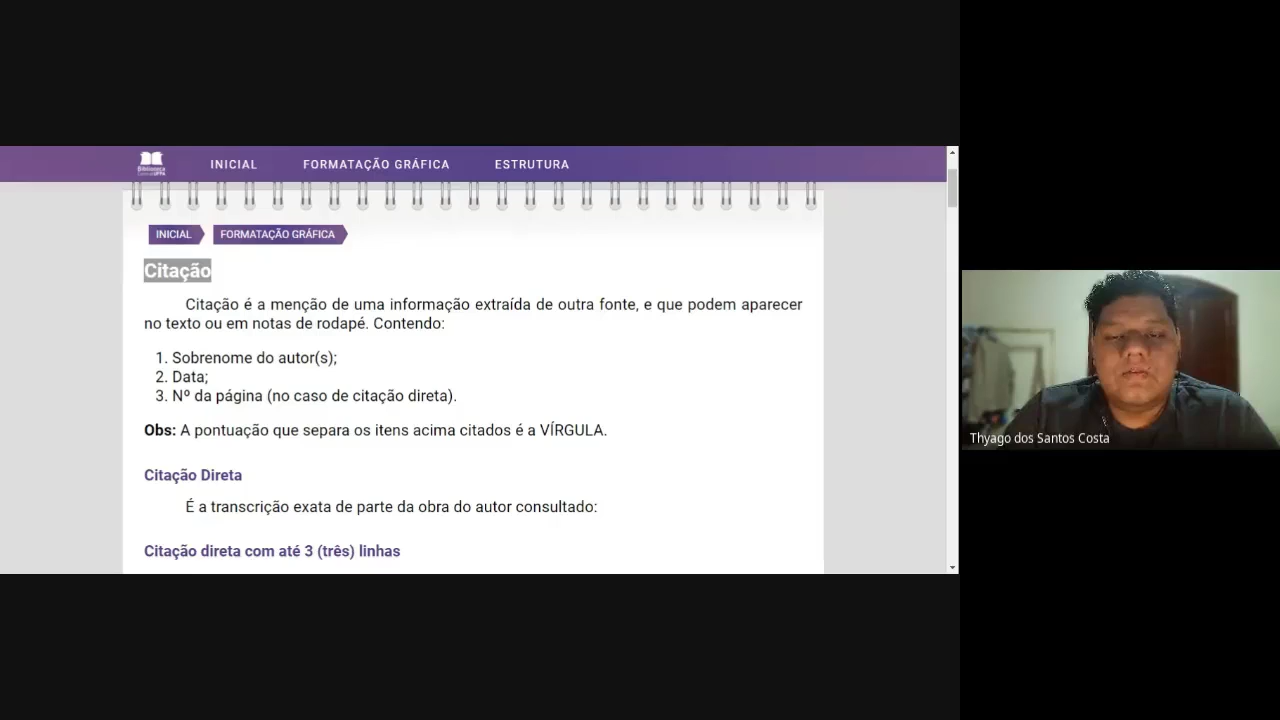 INICIAL FORMATAÇÃO GRÁFICA ESTRUTURA
INICIAL FORMATAÇÃO GRÁFICA
Citação
Citação é a menção de uma informação extraída de outra fonte, e que podem aparecer
no texto ou em notas de rodapé. Contendo:
1. Sobrenome do autor(s);
2. Data;
3. Nº da página (no caso de citação direta).
Obs: A pontuação que separa os itens acima citados é a VÍRGULA.
Citação Direta
É a transcrição exata de parte da obra do autor consultado:
Citação direta com até 3 (três) linhas
Thyago dos Santos Costa